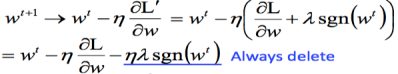 w^{t+1} → w^t − η ∂L′/∂w = w^t − η(∂L/∂w + λ sgn(w^t))
= w^t − η ∂L/∂w − ηλ sgn(w^t) Always delete